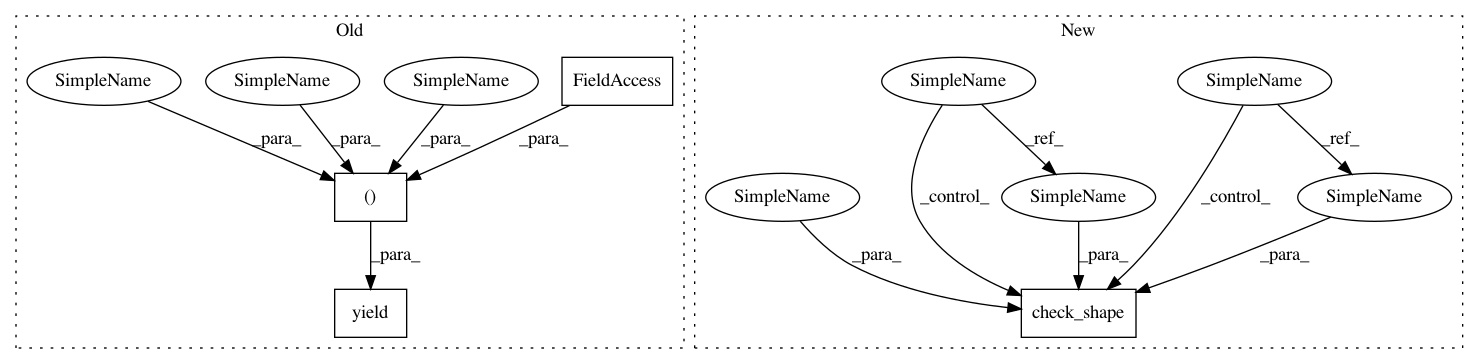 Old
New
SimpleName
SimpleName
SimpleName
FieldAccess
SimpleName
SimpleName
_para_
_para_
_para_
_para_
_ref_
_ref_
()
SimpleName
_control_
SimpleName
_control_
SimpleName
_para_
_para_
_para_
_para_
yield
check_shape